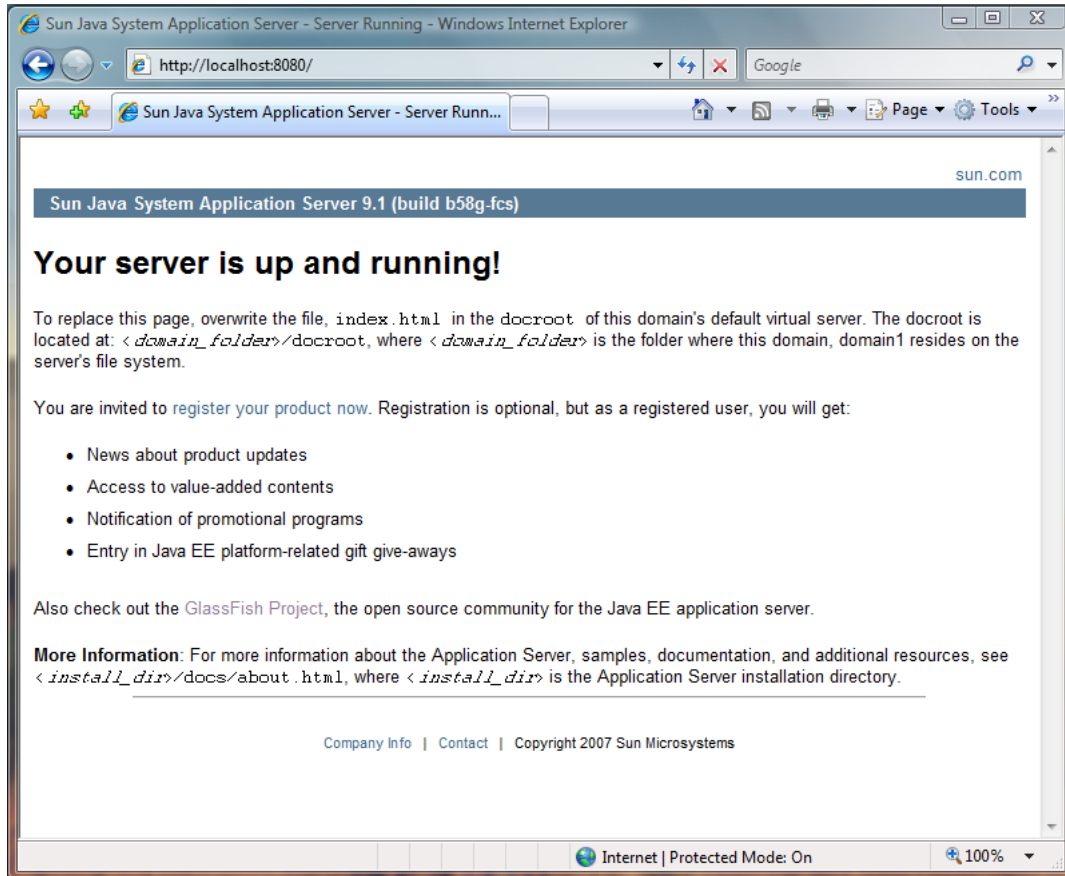 Sun Java System Application Server - Server Running - Windows Internet Explorer
http://localhost:8080/
Google
Sun Java System Application Server - Server Runn...
Page
Tools
sun.com
Sun Java System Application Server 9.1 (build b58g-fcs)
Your server is up and running!
To replace this page, overwrite the file, index.html in the docroot of this domain's default virtual server. The docroot is
located at: <domain_folder>/docroot, where <domain_folder> is the folder where this domain, domain1 resides on the
server's file system.
You are invited to register your product now. Registration is optional, but as a registered user, you will get:
• News about product updates
• Access to value-added contents
• Notification of promotional programs
• Entry in Java EE platform-related gift give-aways
Also check out the GlassFish Project, the open source community for the Java EE application server.
More Information: For more information about the Application Server, samples, documentation, and additional resources, see
<install_dir>/docs/about.html, where <install_dir> is the Application Server installation directory.
Company Info | Contact | Copyright 2007 Sun Microsystems
Internet | Protected Mode: On
100%